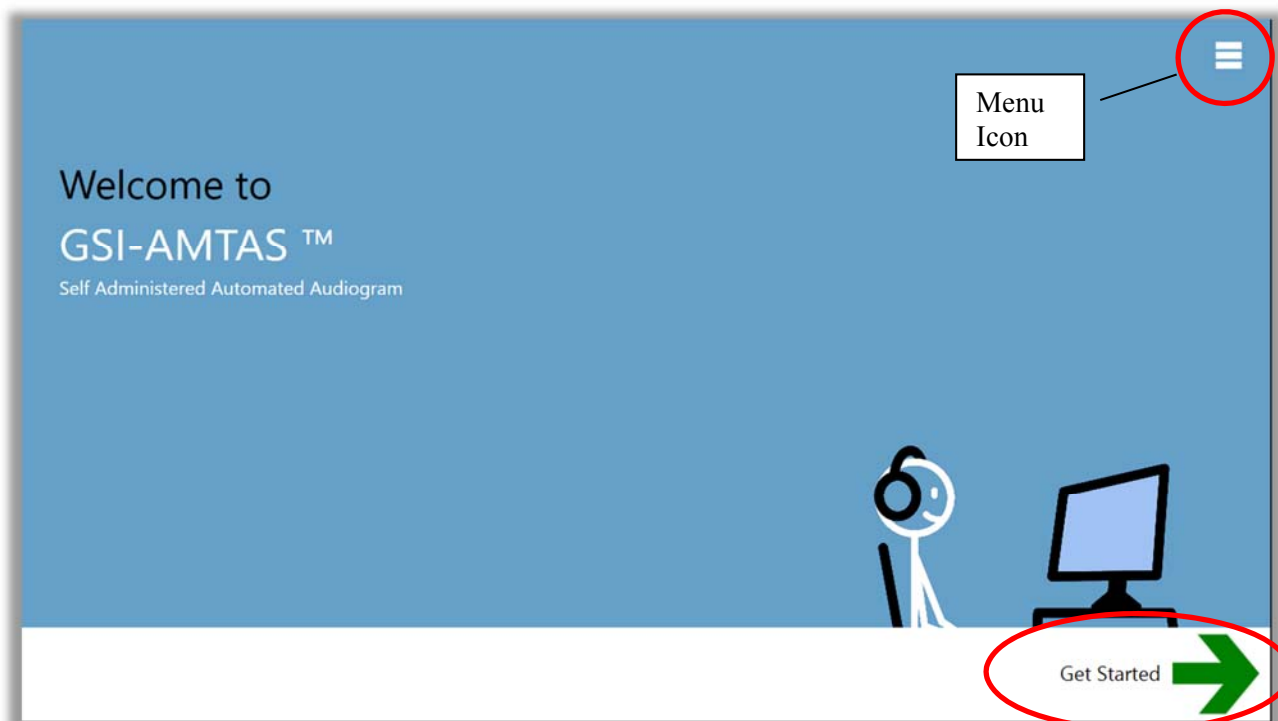 Menu
Icon
Welcome to
GSI-AMTAS ™
Self Administered Automated Audiogram
Get Started